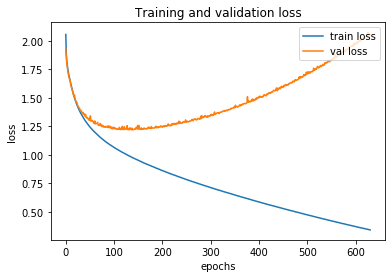 Training and validation loss
train loss
val loss
2.00
1.75
1.50
1.25
1.00
0.75
0.50
loss
0 100 200 300 400 500 600
epochs